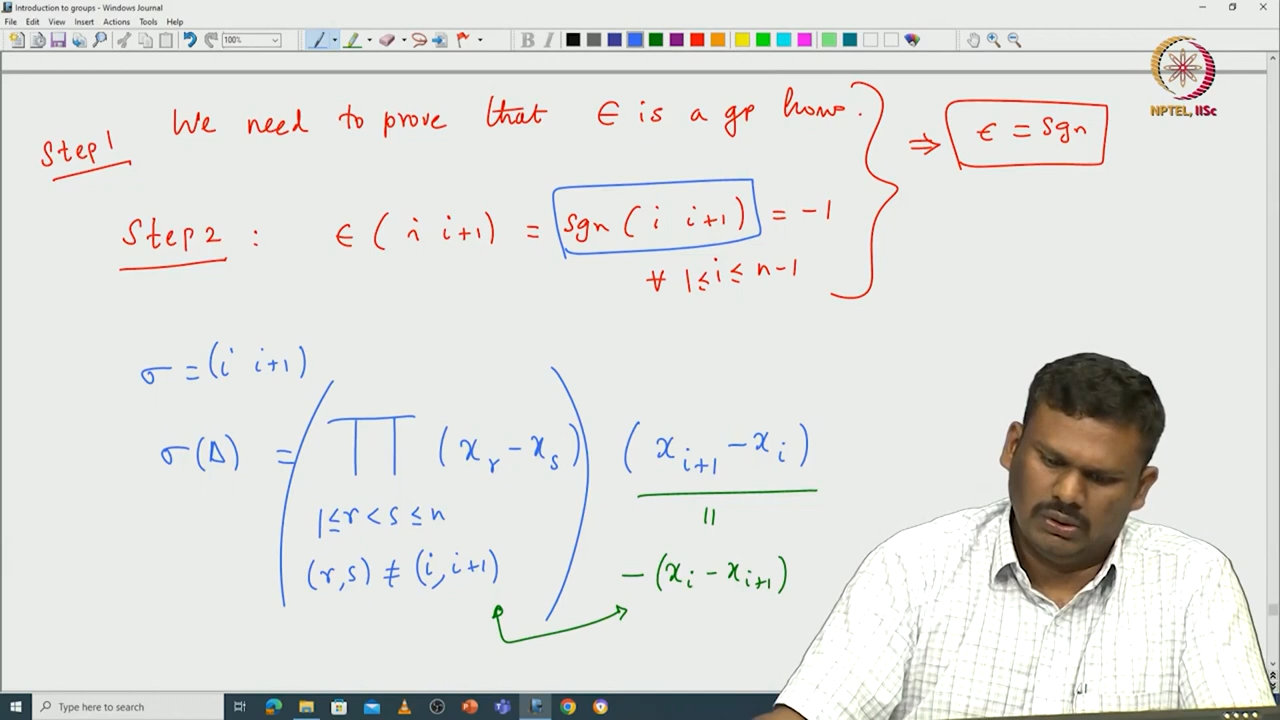 Introduction to groups - Windows Journal
File Edit View Insert Actions Tools Help
100%
B I
NPTEL, IISc
Step 1 We need to prove that ϵ is a gp homo. } ⇒ ϵ = sgn
Step 2 : ϵ ( i i+1 ) = sgn ( i i+1 ) = -1
∀ 1 ≤ i ≤ n-1
σ = (i i+1)
σ(Δ) = ( ∏ (x_r - x_s) ) (x_{i+1} - x_i)
1 ≤ r < s ≤ n
॥
(r,s) ≠ (i, i+1)
- (x_i - x_{i+1})
Type here to search